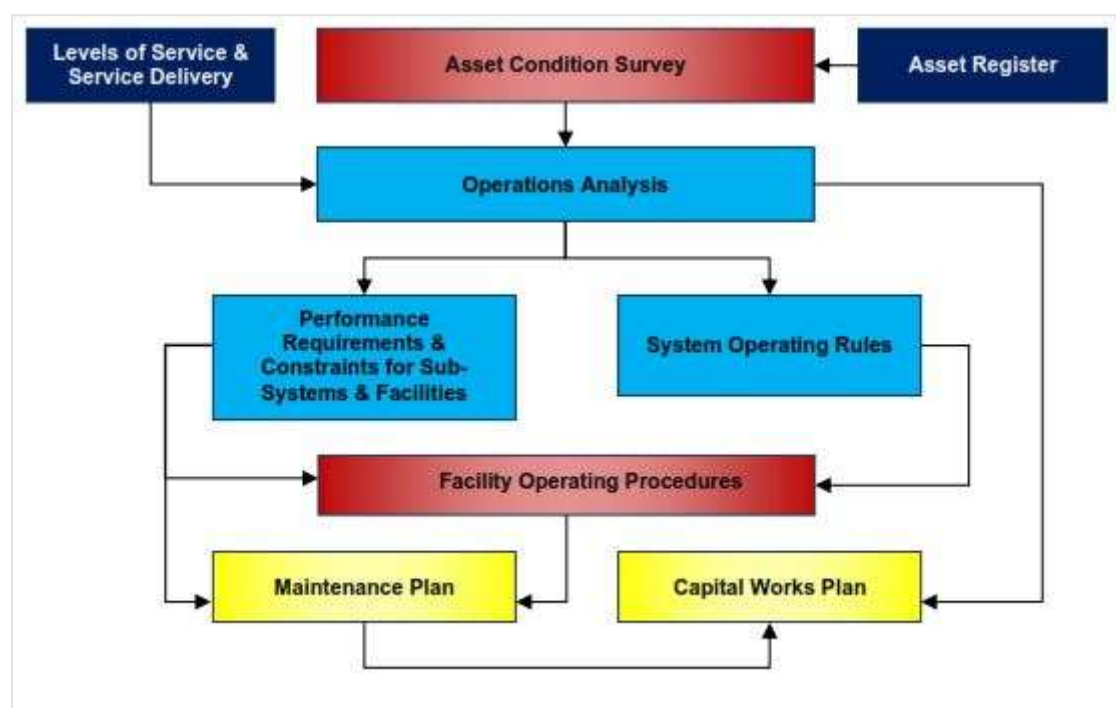 Levels of Service &
Service Delivery
Asset Condition Survey
Asset Register
Operations Analysis
Performance
Requirements &
Constraints for Sub-
Systems & Facilities
System Operating Rules
Facility Operating Procedures
Maintenance Plan
Capital Works Plan